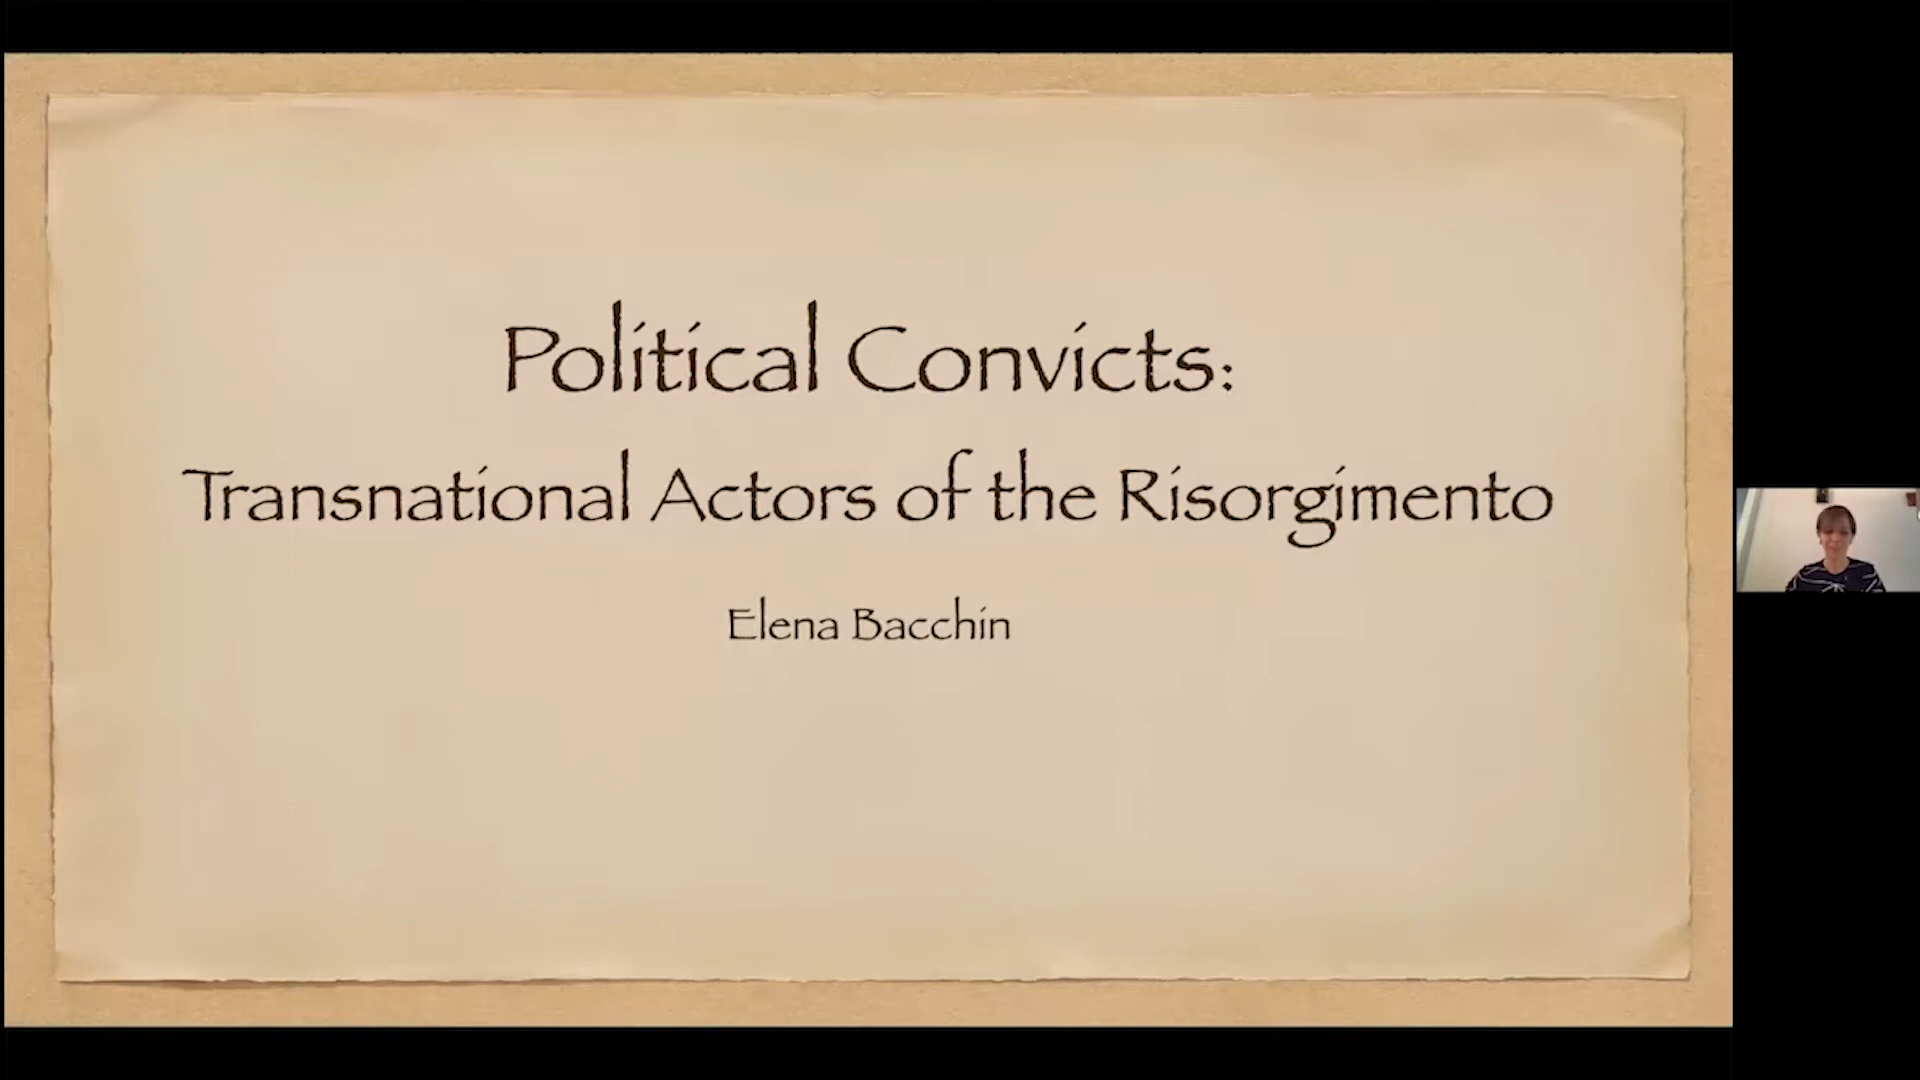 Political Convicts:
Transnational Actors of the Risorgimento
Elena Bacchin